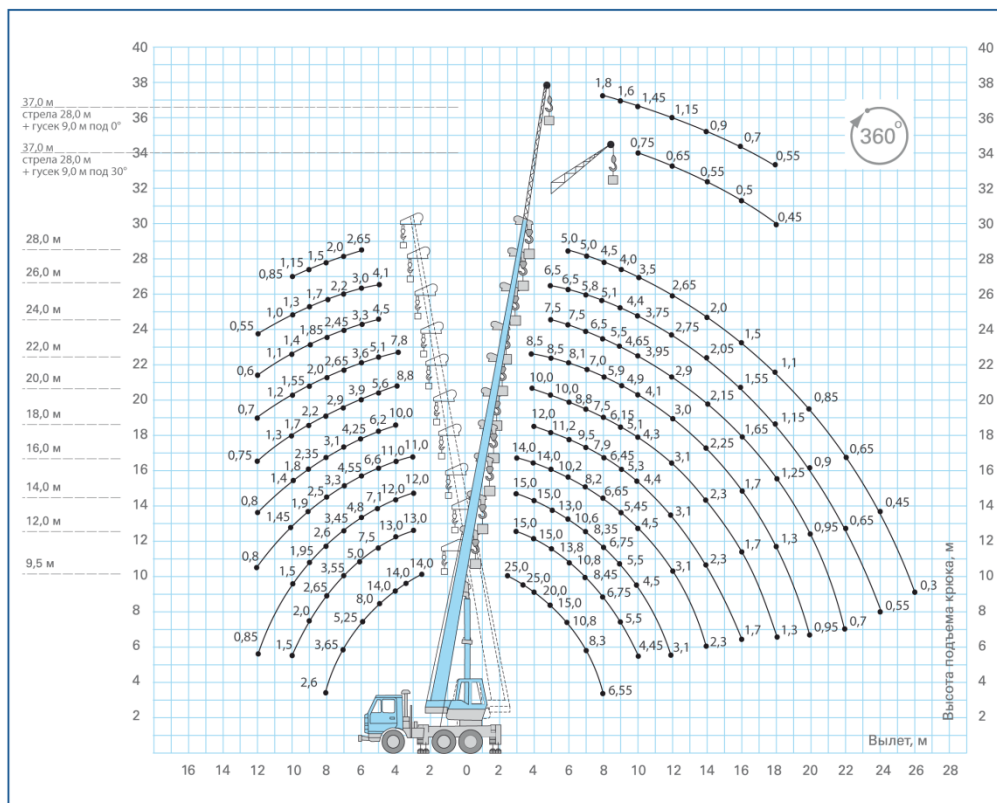 40
38
36
34
32
30
28
26
24
22
20
18
16
14
12
10
8
6
4
2
37,0 м
стрела 28,0 м
+ гусек 9,0 м под 0°
37,0 м
стрела 28,0 м
+ гусек 9,0 м под 30°
28,0 м
26,0 м
24,0 м
22,0 м
20,0 м
18,0 м
16,0 м
14,0 м
12,0 м
9,5 м
0,85 1,15 1,5 2,0 2,65
0,55 1,0 1,3 1,7 2,2 3,0 4,1
0,6 1,1 1,4 1,85 2,45 3,3 4,5
0,7 1,2 1,55 2,0 2,65 3,6 5,1 7,8
0,75 1,3 1,7 2,2 2,9 3,9 5,6 8,8
0,8 1,4 1,8 2,35 3,1 4,25 6,2 10,0
0,8 1,45 1,9 2,5 3,3 4,55 6,6 11,0 11,0
0,85 1,5 1,95 2,6 3,45 4,8 7,1 12,0 12,0
1,5 2,0 2,65 3,55 5,0 7,5 13,0 13,0
2,6 3,65 5,25 8,0 14,0 14,0 14,0
1,8 1,6 1,45 1,15 0,9 0,7 0,55
0,75 0,65 0,55 0,5 0,45
360°
5,0 5,0 4,5 4,0 3,5 2,65 2,0 1,5 1,1 0,85 0,65 0,45 0,3
6,5 6,5 5,8 5,1 4,4 3,75 2,75 2,05 1,55 1,15 0,9 0,65 0,55
7,5 7,5 6,5 5,5 4,65 3,95 2,9 2,15 1,65 1,25 0,95 0,7
8,5 8,5 8,1 7,0 5,9 4,9 4,1 3,0 2,25 1,7 1,3 0,95
10,0 10,0 8,8 7,5 6,15 5,1 4,3 3,1 2,3 1,7 1,3
12,0 11,2 9,5 7,9 6,45 5,3 4,4 3,1 2,3 1,7
14,0 14,0 10,2 8,2 6,65 5,45 4,5 3,1 2,3
15,0 15,0 13,0 10,6 8,35 6,75 5,5 4,5 3,1
15,0 15,0 13,8 10,8 8,45 6,75 5,5 4,45
25,0 25,0 20,0 15,0 10,8 8,3 6,55
40
38
36
34
32
30
28
26
24
22
20
18
16
14
12
10
8
6
4
2
Высота подъема крюка, м
Вылет, м
16 14 12 10 8 6 4 2 0 2 4 6 8 10 12 14 16 18 20 22 24 26 28